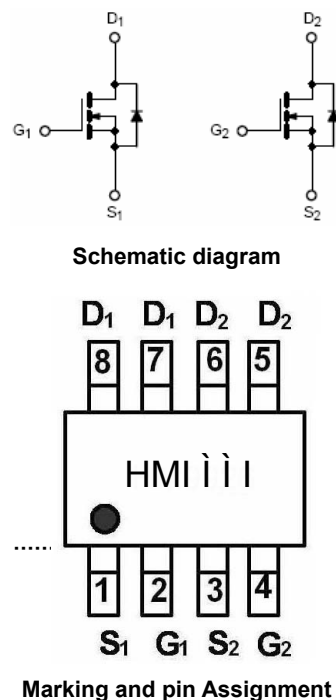 D1 D2
G1 G2
S1 S2
Schematic diagram
D1 D1 D2 D2
8 7 6 5
HMI Ì Ì I
1 2 3 4
S1 G1 S2 G2
Marking and pin Assignment